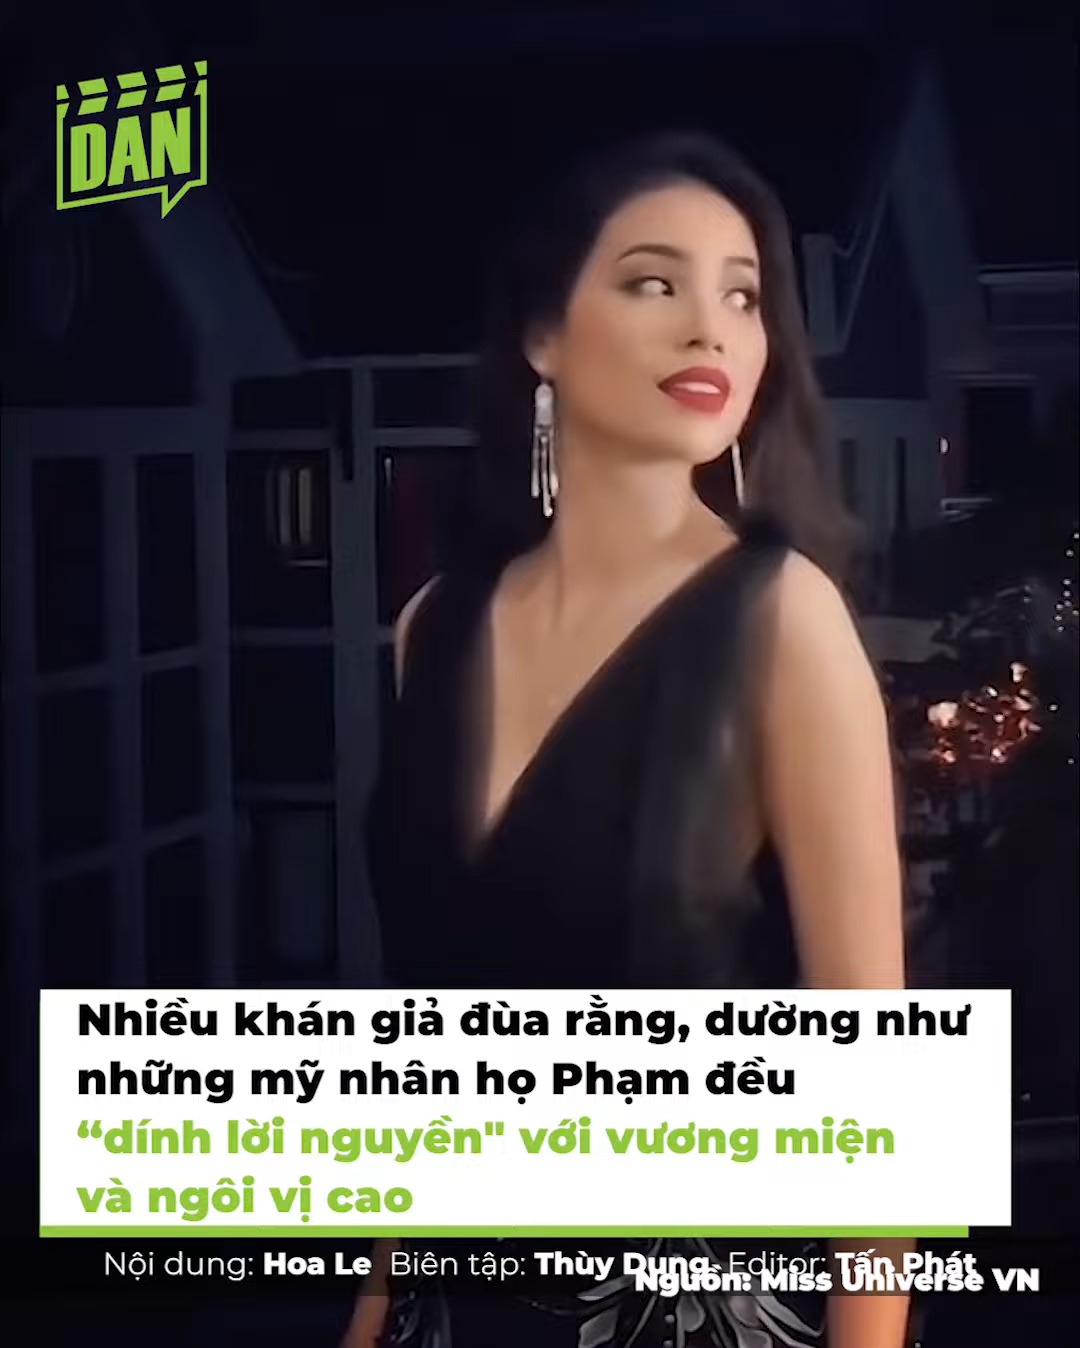 DAN
Nhiều khán giả đùa rằng, dường như
những mỹ nhân họ Phạm đều
“dính lời nguyền" với vương miện
và ngôi vị cao
Nội dung: Hoa Le Biên tập: Thùy Dung Editor: Tấn Phát
Nguồn: Miss Universe VN